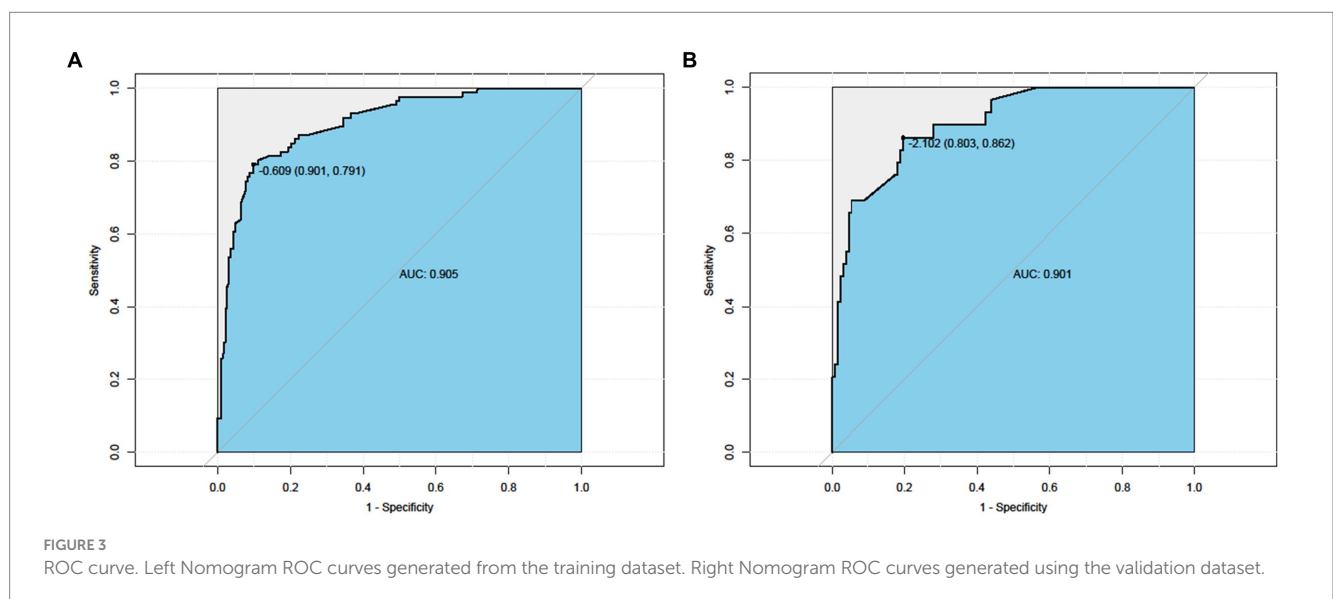 A
Sensitivity
1.0
0.8
0.6
0.4
0.2
0.0
-0.609 (0.901, 0.791)
AUC: 0.905
0.0 0.2 0.4 0.6 0.8 1.0
1 - Specificity
B
Sensitivity
1.0
0.8
0.6
0.4
0.2
0.0
-2.102 (0.803, 0.862)
AUC: 0.901
0.0 0.2 0.4 0.6 0.8 1.0
1 - Specificity
FIGURE 3
ROC curve. Left Nomogram ROC curves generated from the training dataset. Right Nomogram ROC curves generated using the validation dataset.